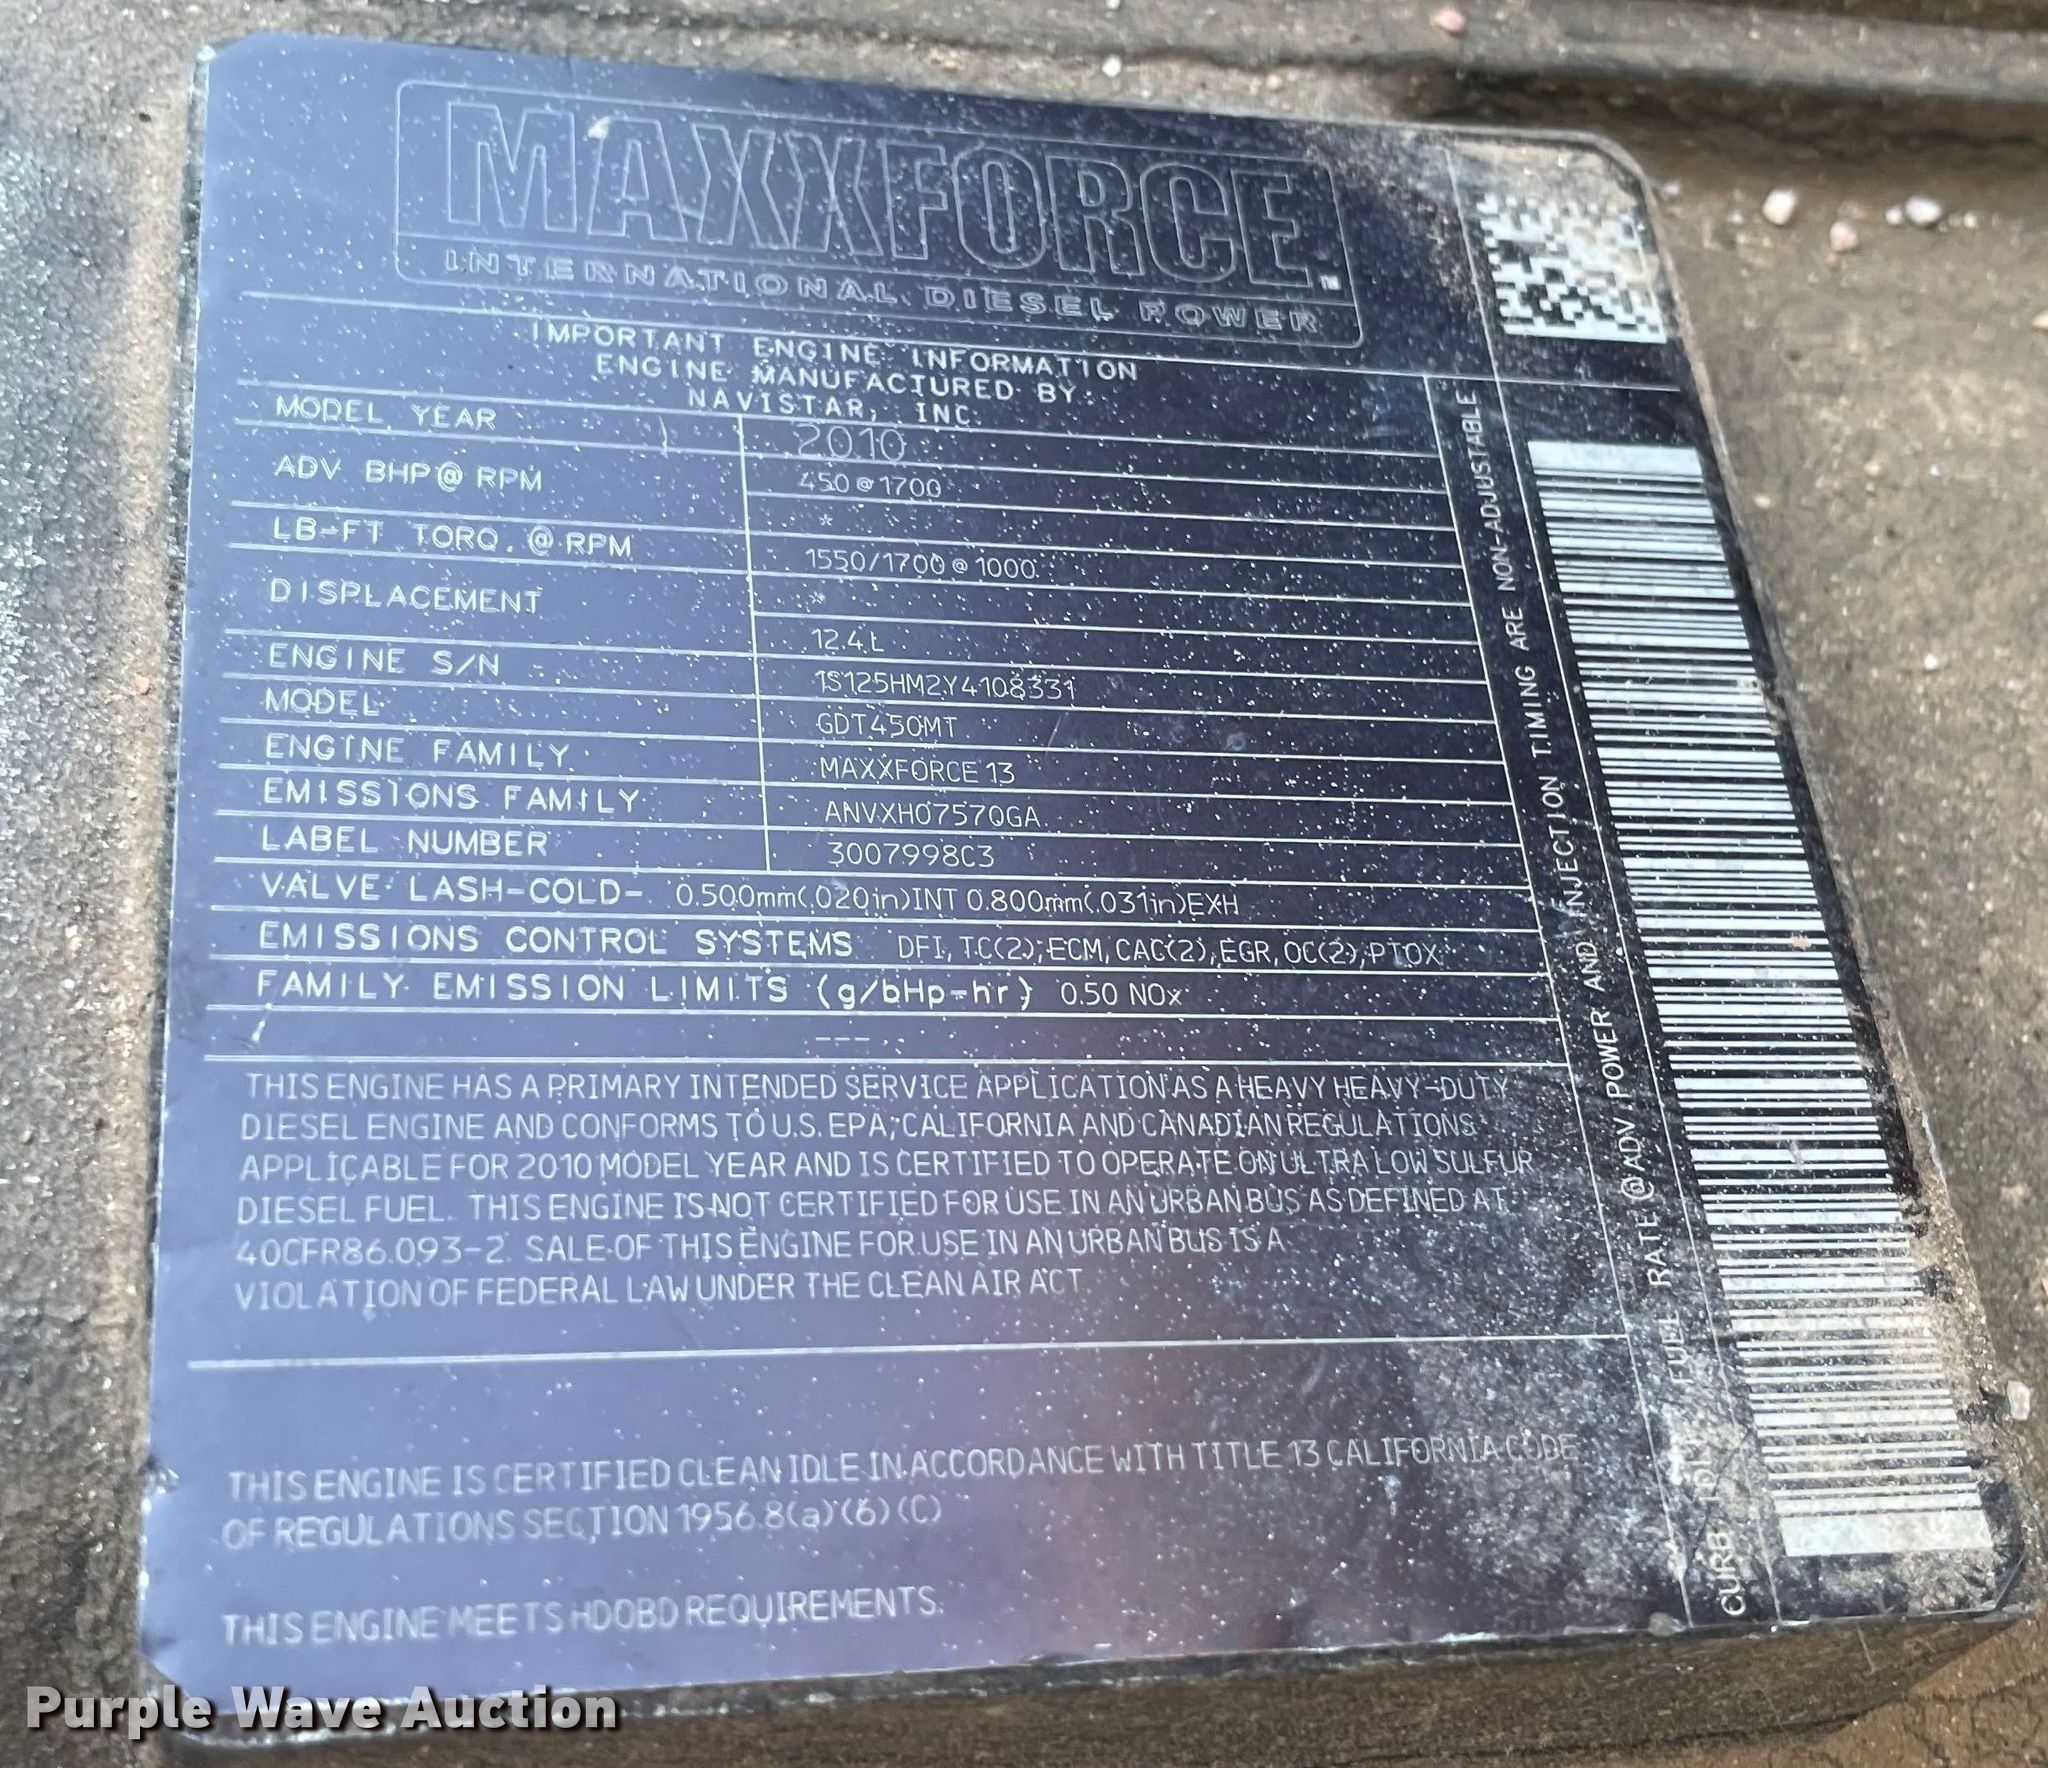 MAXXFORCE
INTERNATIONAL DIESEL POWER
IMPORTANT ENGINE INFORMATION
ENGINE MANUFACTURED BY:
NAVISTAR, INC.
MODEL YEAR 2010
ADV BHP@ RPM 450@1700
*
LB-FT TORQ.@ RPM 1550/1700@1000
*
DISPLACEMENT 12.4L
ENGINE S/N 1S125HM2Y4108331
MODEL GDT450MT
ENGINE FAMILY MAXXFORCE 13
EMISSIONS FAMILY ANVXH07570GA
LABEL NUMBER 3007998C3
VALVE LASH-COLD- 0.500mm(.020in)INT 0.800mm(.031in)EXH
EMISSIONS CONTROL SYSTEMS DFI, TC(2), ECM, CAC(2), EGR, OC(2), PTOX
FAMILY EMISSION LIMITS (g/bHp-hr) 0.50 NOx
---
THIS ENGINE HAS A PRIMARY INTENDED SERVICE APPLICATION AS A HEAVY HEAVY-DUTY
DIESEL ENGINE AND CONFORMS TO U.S. EPA, CALIFORNIA AND CANADIAN REGULATIONS
APPLICABLE FOR 2010 MODEL YEAR AND IS CERTIFIED TO OPERATE ON ULTRA LOW SULFUR
DIESEL FUEL. THIS ENGINE IS NOT CERTIFIED FOR USE IN AN URBAN BUS AS DEFINED AT
40CFR86.093-2 SALE OF THIS ENGINE FOR USE IN AN URBAN BUS IS A
VIOLATION OF FEDERAL LAW UNDER THE CLEAN AIR ACT
THIS ENGINE IS CERTIFIED CLEAN IDLE IN ACCORDANCE WITH TITLE 13 CALIFORNIA CODE
OF REGULATIONS SECTION 1956.8(a)(6)(C)
THIS ENGINE MEETS HDOBD REQUIREMENTS.
FUEL RATE @ ADV. POWER AND INJECTION TIMING ARE NON-ADJUSTABLE
CURB
Purple Wave Auction